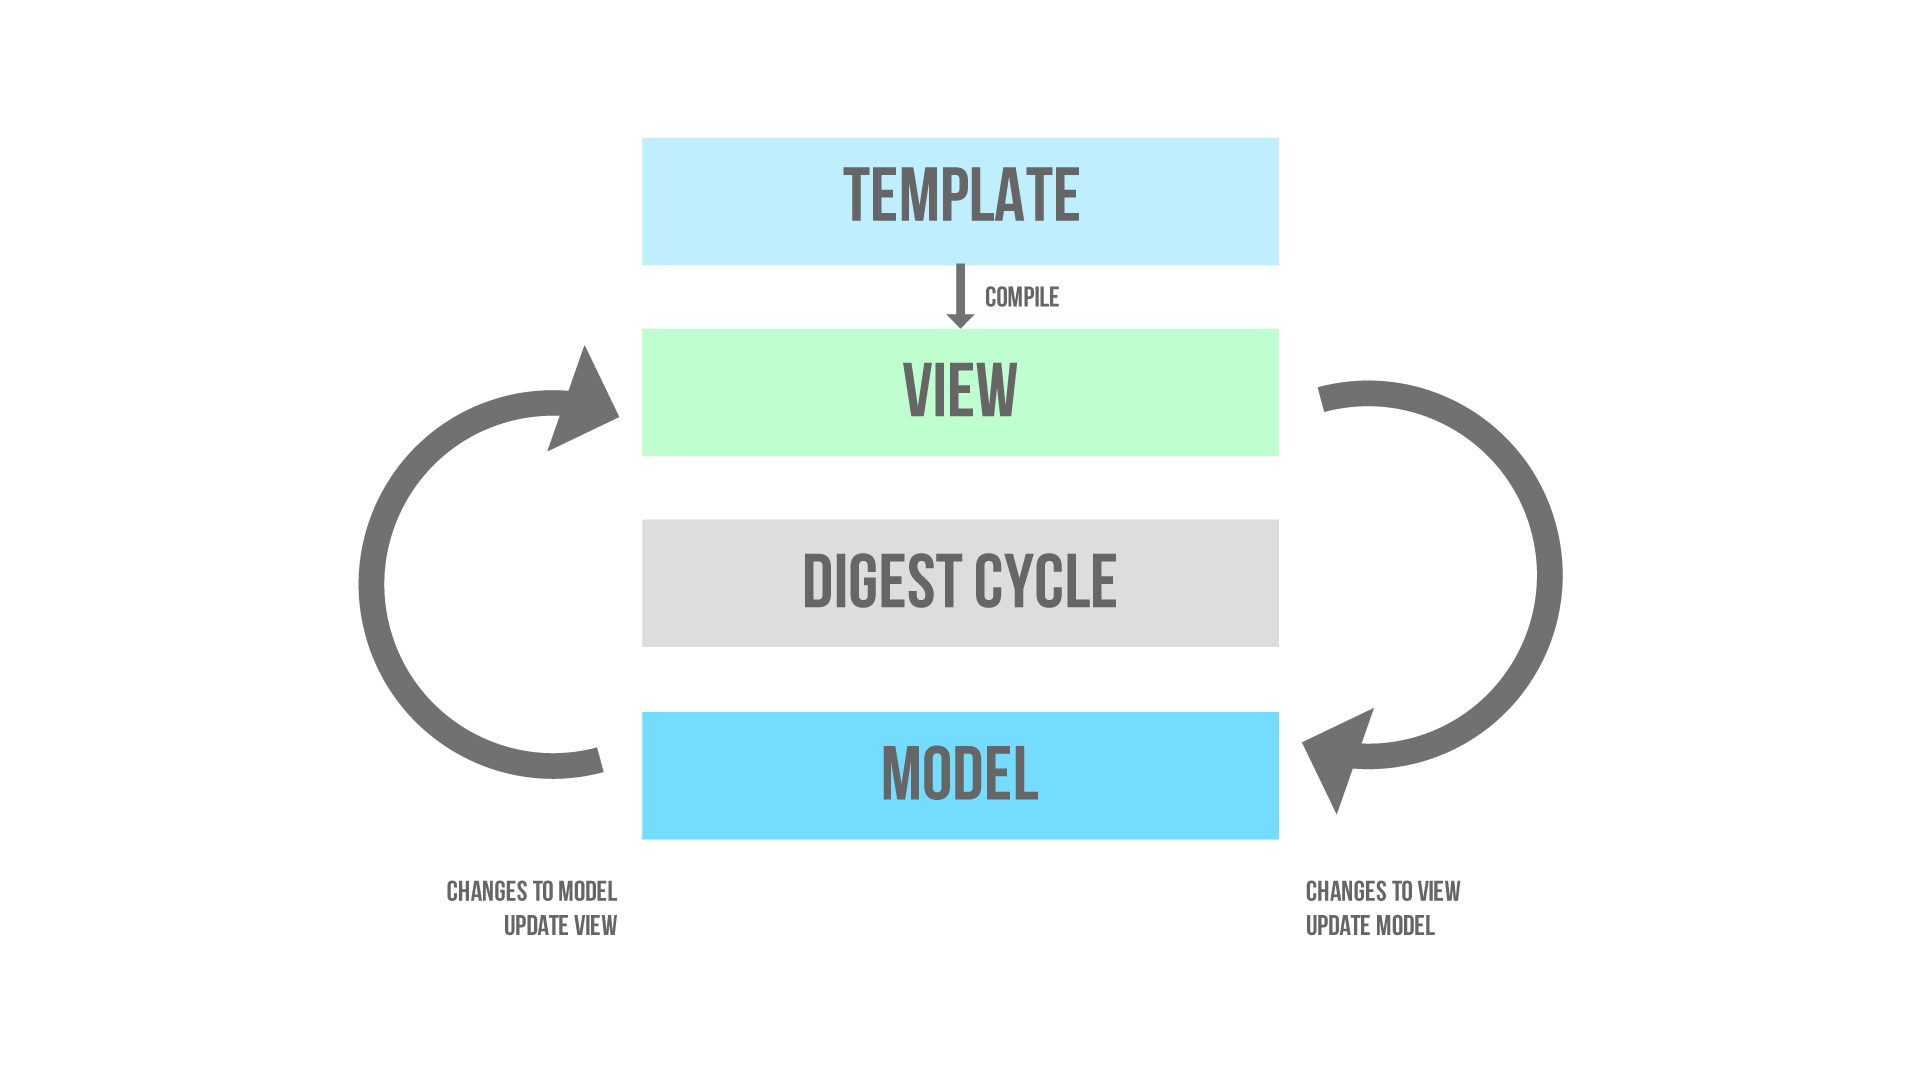 TEMPLATE
COMPILE
VIEW
DIGEST CYCLE
MODEL
CHANGES TO MODEL
UPDATE VIEW
CHANGES TO VIEW
UPDATE MODEL